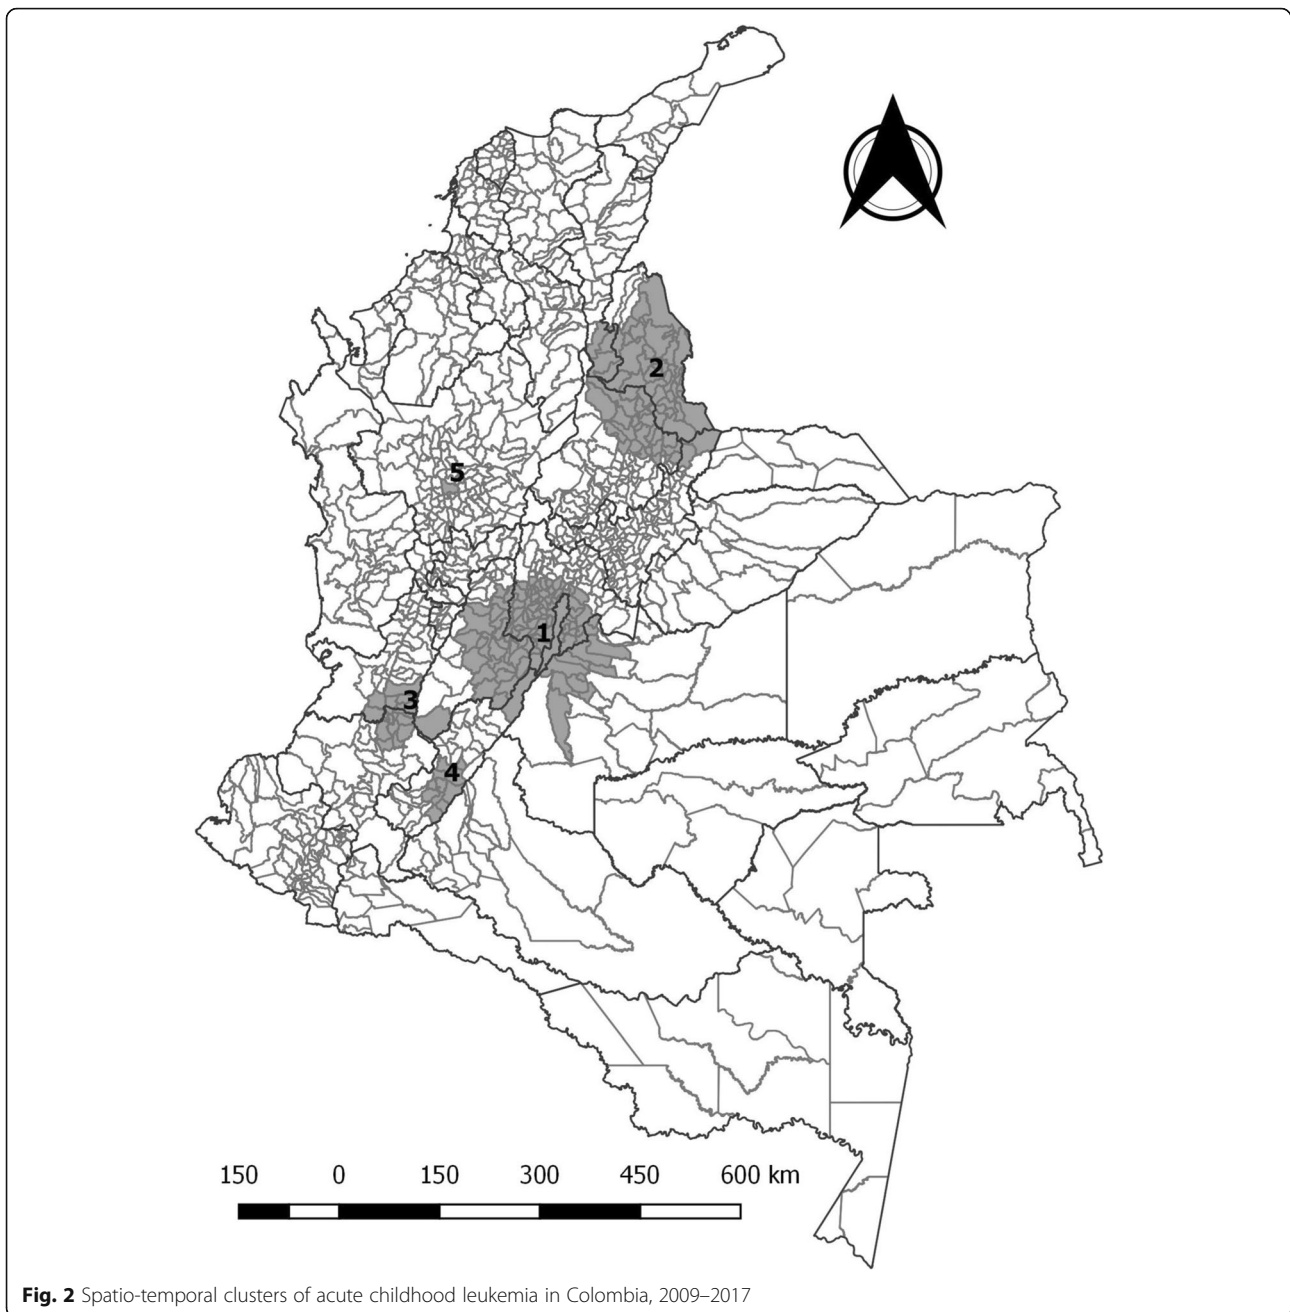 2
5
1
3
4
150 0 150 300 450 600 km
Fig. 2 Spatio-temporal clusters of acute childhood leukemia in Colombia, 2009–2017